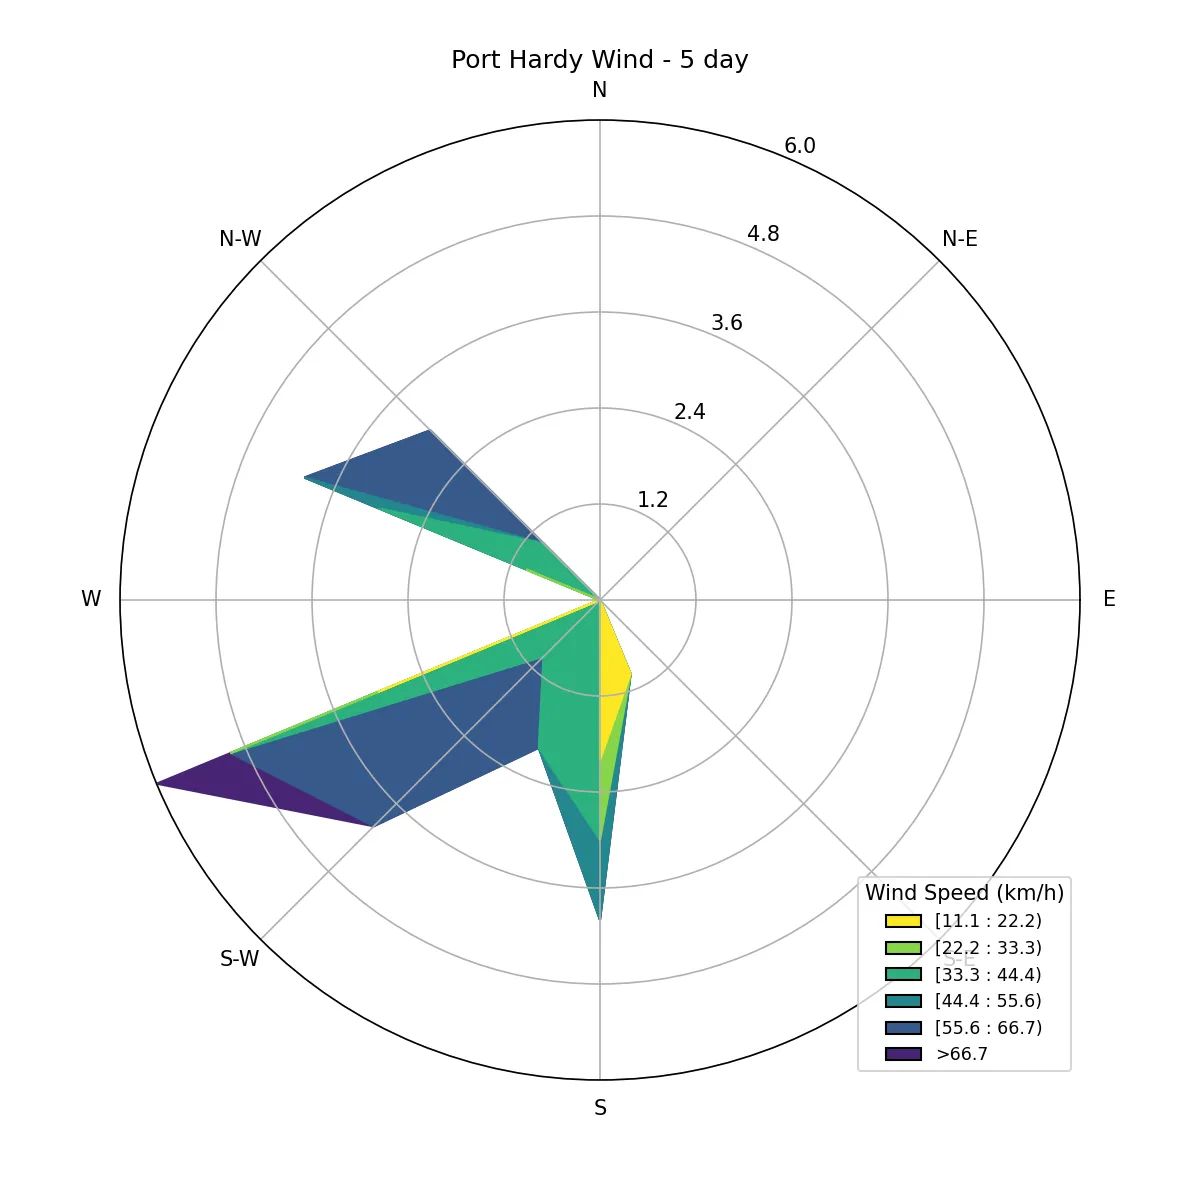 Port Hardy Wind - 5 day
N
6.0
N-W
N-E
4.8
3.6
2.4
1.2
W
E
Wind Speed (km/h)
[11.1 : 22.2)
[22.2 : 33.3)
S-W
S-E
[33.3 : 44.4)
[44.4 : 55.6)
[55.6 : 66.7)
>66.7
S